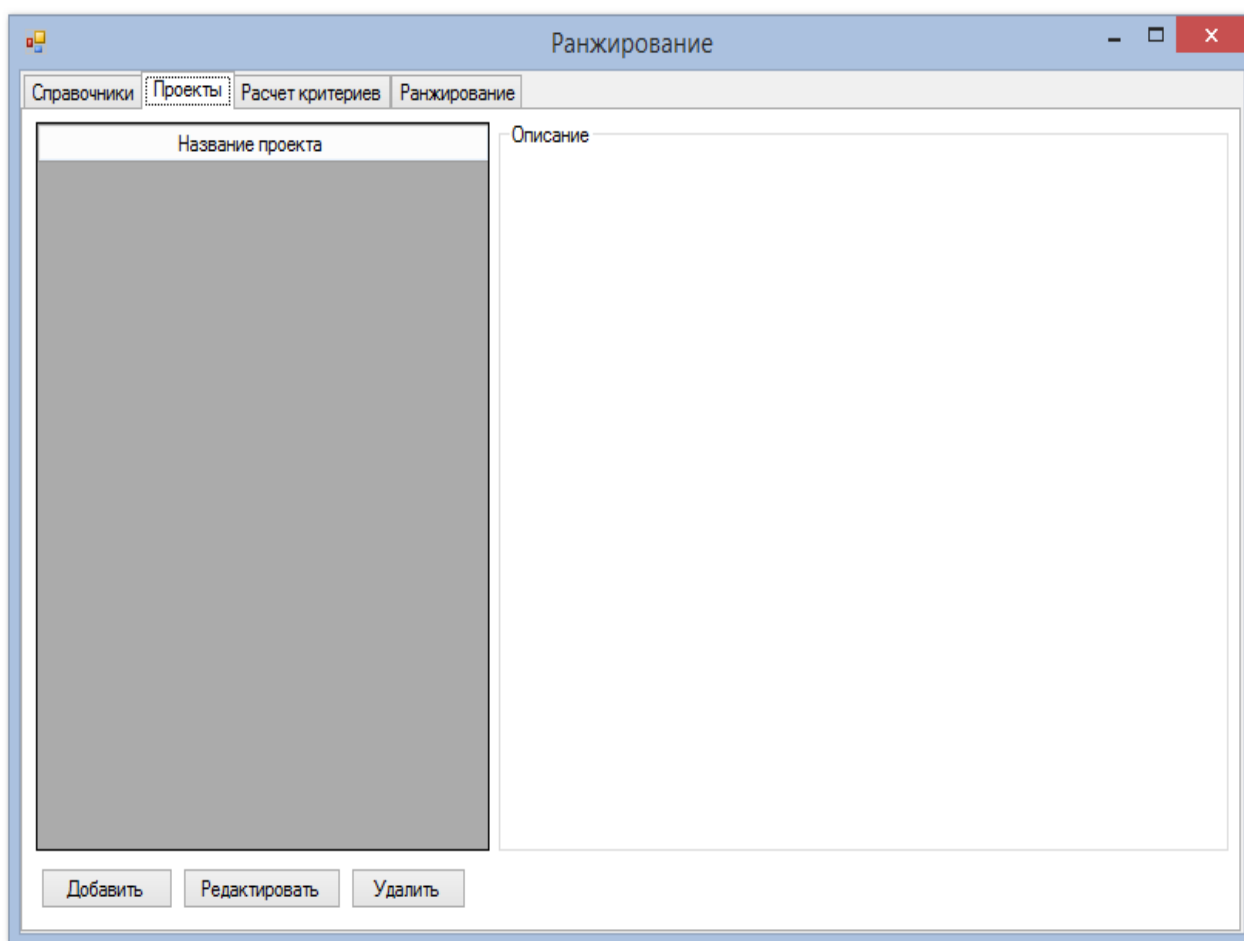 Ранжирование
Справочники Проекты Расчет критериев Ранжирование
Название проекта
Описание
Добавить Редактировать Удалить